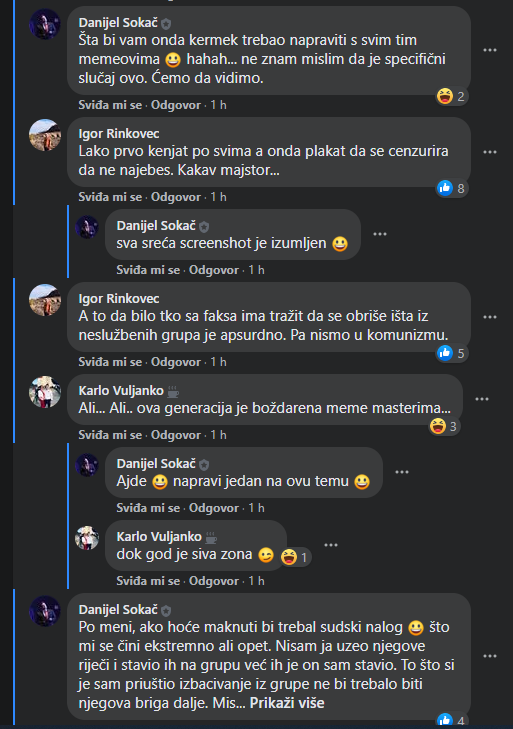 Danijel Sokač
Šta bi vam onda kermek trebao napraviti s svim tim
memeovima 😃 hahah... ne znam mislim da je specifični
slučaj ovo. Ćemo da vidimo.
2
Sviđa mi se · Odgovor · 1 h
Igor Rinkovec
Lako prvo kenjat po svima a onda plakat da se cenzurira
da ne najebes. Kakav majstor...
8
Sviđa mi se · Odgovor · 1 h
Danijel Sokač
sva sreća screenshot je izumljen 😃
Sviđa mi se · Odgovor · 1 h
Igor Rinkovec
A to da bilo tko sa faksa ima tražit da se obriše išta iz
neslužbenih grupa je apsurdno. Pa nismo u komunizmu.
5
Sviđa mi se · Odgovor · 1 h
Karlo Vuljanko
Ali... Ali.. ova generacija je boždarena meme masterima...
3
Sviđa mi se · Odgovor · 1 h
Danijel Sokač
Ajde 😃 napravi jedan na ovu temu 😃
Sviđa mi se · Odgovor · 1 h
Karlo Vuljanko
dok god je siva zona 😉
1
Sviđa mi se · Odgovor · 1 h
Danijel Sokač
Po meni, ako hoće maknuti bi trebal sudski nalog 😃 što
mi se čini ekstremno ali opet. Nisam ja uzeo njegove
riječi i stavio ih na grupu već ih je on sam stavio. To što si
je sam priuštio izbacivanje iz grupe ne bi trebalo biti
njegova briga dalje. Mis... Prikaži više
4